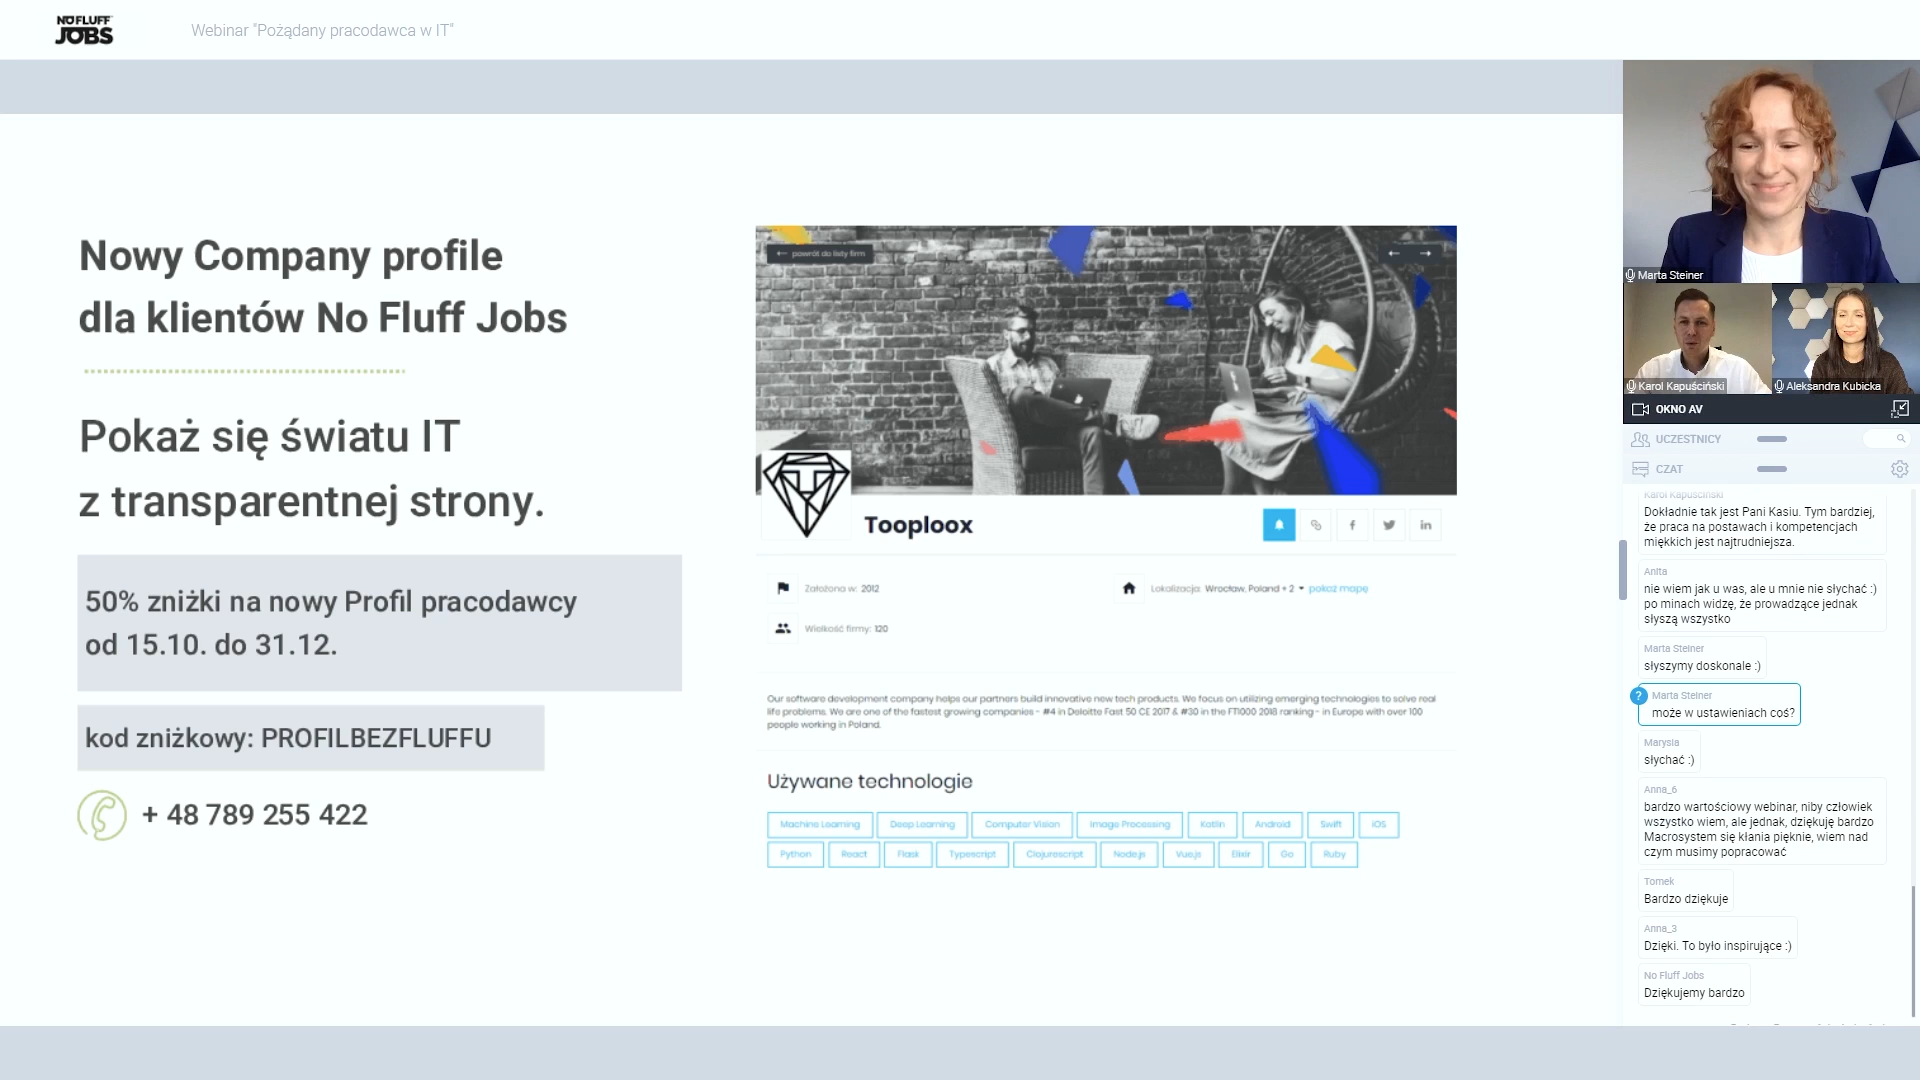 NO FLUFF
JOBS
Webinar "Pożądany pracodawca w IT"
Nowy Company profile
dla klientów No Fluff Jobs
Pokaż się światu IT
z transparentnej strony.
50% zniżki na nowy Profil pracodawcy
od 15.10. do 31.12.
kod zniżkowy: PROFILBEZFLUFFU
+ 48 789 255 422
← powrót do listy firm
← →
Tooploox
Założona w: 2012
Lokalizacja: Wrocław, Poland + 2 pokaż mapę
Wielkość firmy: 120
Our software development company helps our partners build innovative new tech products. We focus on utilizing emerging technologies to solve real
life problems. We are one of the fastest growing companies - #4 in Deloitte Fast 50 CE 2017 & #30 in the FT1000 2018 ranking - in Europe with over 100
people working in Poland.
Używane technologie
Machine Learning Deep Learning Computer Vision Image Processing Kotlin Android Swift iOS
Python React Flask Typescript Clojurescript Node.js Vue.js Elixir Go Ruby
Marta Steiner
Karol Kapuściński
Aleksandra Kubicka
OKNO AV
UCZESTNICY
CZAT
Karol Kapuściński
Dokładnie tak jest Pani Kasiu. Tym bardziej,
że praca na postawach i kompetencjach
miękkich jest najtrudniejsza.
Anita
nie wiem jak u was, ale u mnie nie słychać :)
po minach widzę, że prowadzące jednak
słyszą wszystko
Marta Steiner
słyszymy doskonale :)
?
Marta Steiner
może w ustawieniach coś?
Marysia
słychać :)
Anna_6
bardzo wartościowy webinar, niby człowiek
wszystko wiem, ale jednak, dziękuję bardzo
Macrosystem się kłania pięknie, wiem nad
czym musimy popracować
Tomek
Bardzo dziękuje
Anna_3
Dzięki. To było inspirujące :)
No Fluff Jobs
Dziękujemy bardzo